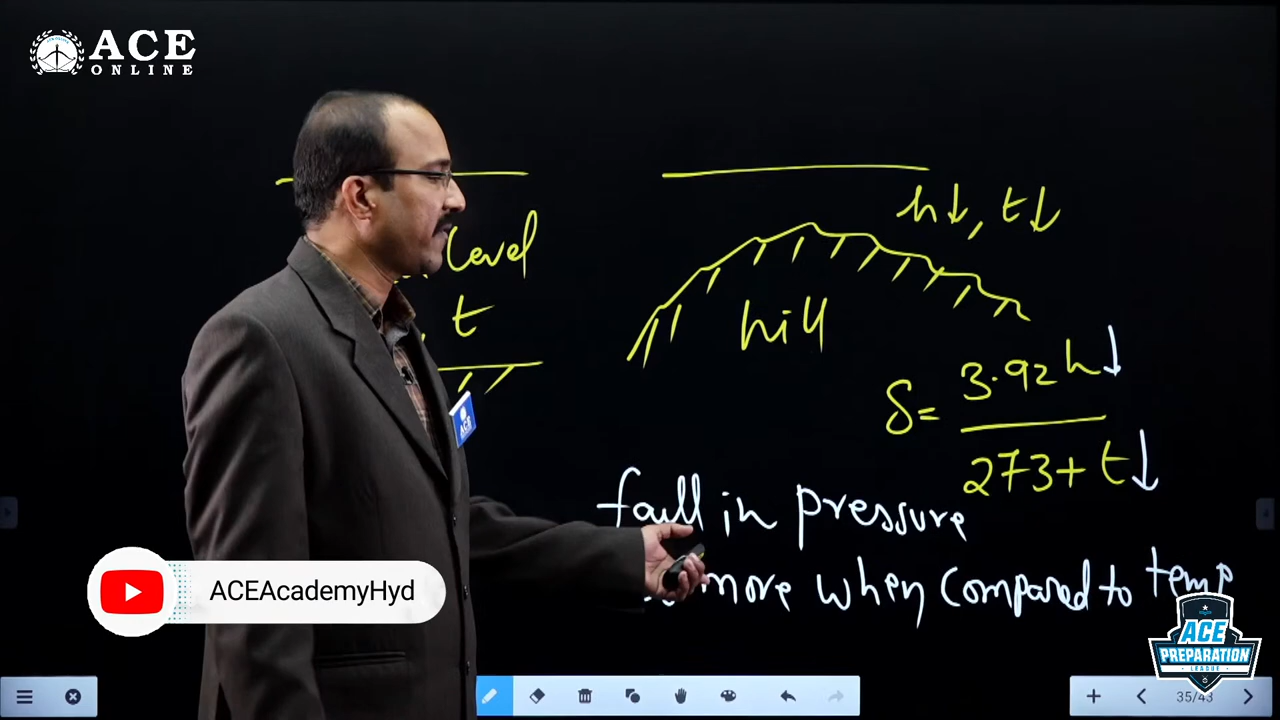 ACE
ONLINE
h↓, t↓
level
t
hill
δ = 3.92 h↓
273 + t↓
fall in pressure
more when compared to temp
ACEAcademyHyd
ACE
ACE
PREPARATION
LEAGUE
35/43